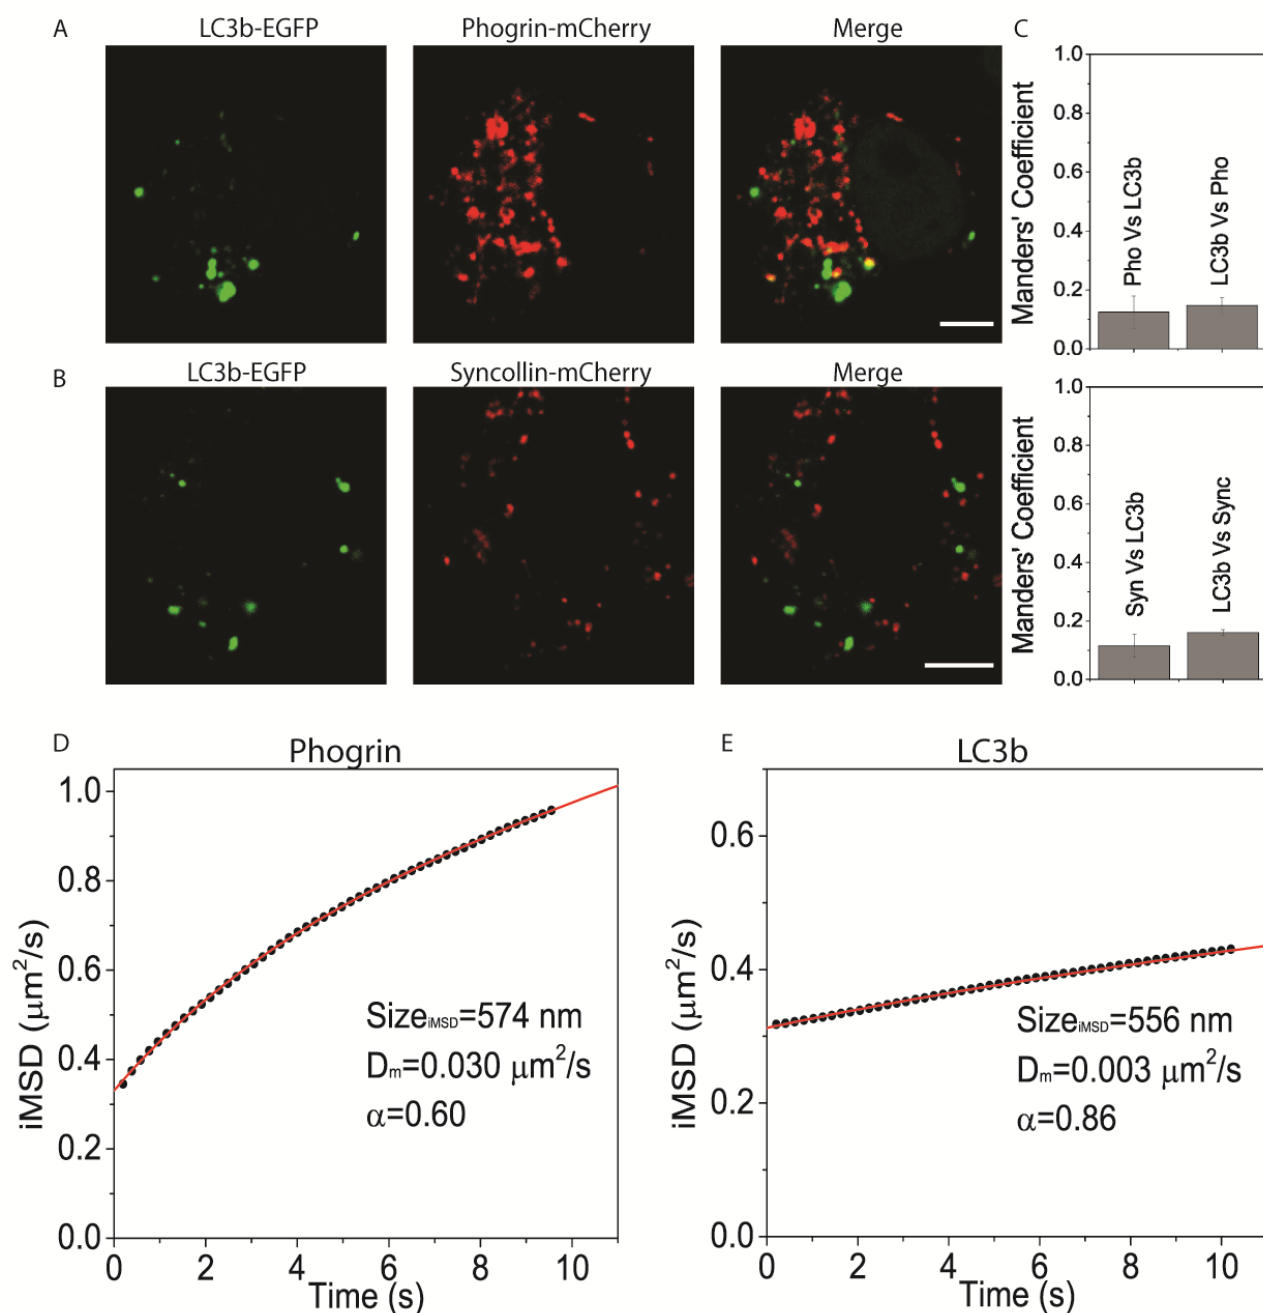 A
LC3b-EGFP
Phogrin-mCherry
Merge
C
Manders' Coefficient
1.0
0.8
0.6
0.4
0.2
0.0
Pho Vs LC3b
LC3b Vs Pho
B
LC3b-EGFP
Syncollin-mCherry
Merge
Manders' Coefficient
1.0
0.8
0.6
0.4
0.2
0.0
Syn Vs LC3b
LC3b Vs Sync
D
Phogrin
iMSD (μm²/s)
1.0
0.8
0.6
0.4
0.2
0.0
Size_iMSD=574 nm
Dm=0.030 μm²/s
α=0.60
0 2 4 6 8 10
Time (s)
E
LC3b
iMSD (μm²/s)
0.6
0.4
0.2
0.0
Size_iMSD=556 nm
Dm=0.003 μm²/s
α=0.86
0 2 4 6 8 10
Time (s)